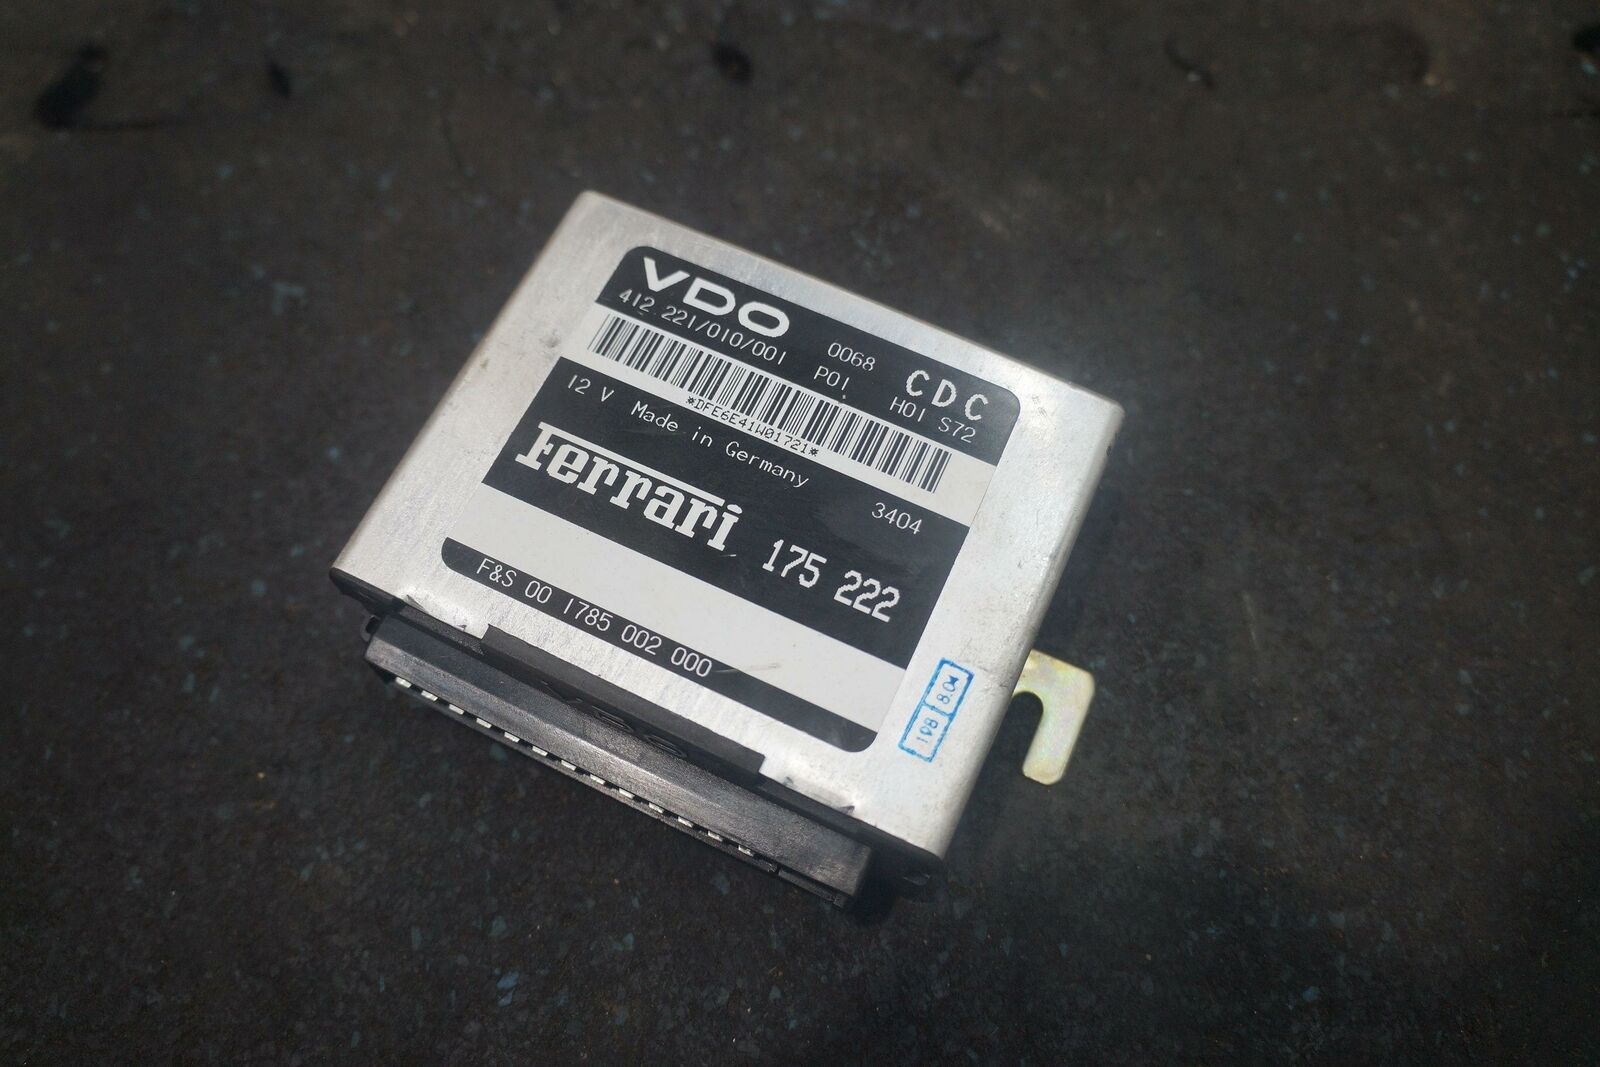 VDO
412.221/010/001 0068 P01 CDC H01 S72
*DFE6E41W01721*
12 V Made in Germany 3404
Ferrari 175 222
F&S 00 1785 002 000
VDO